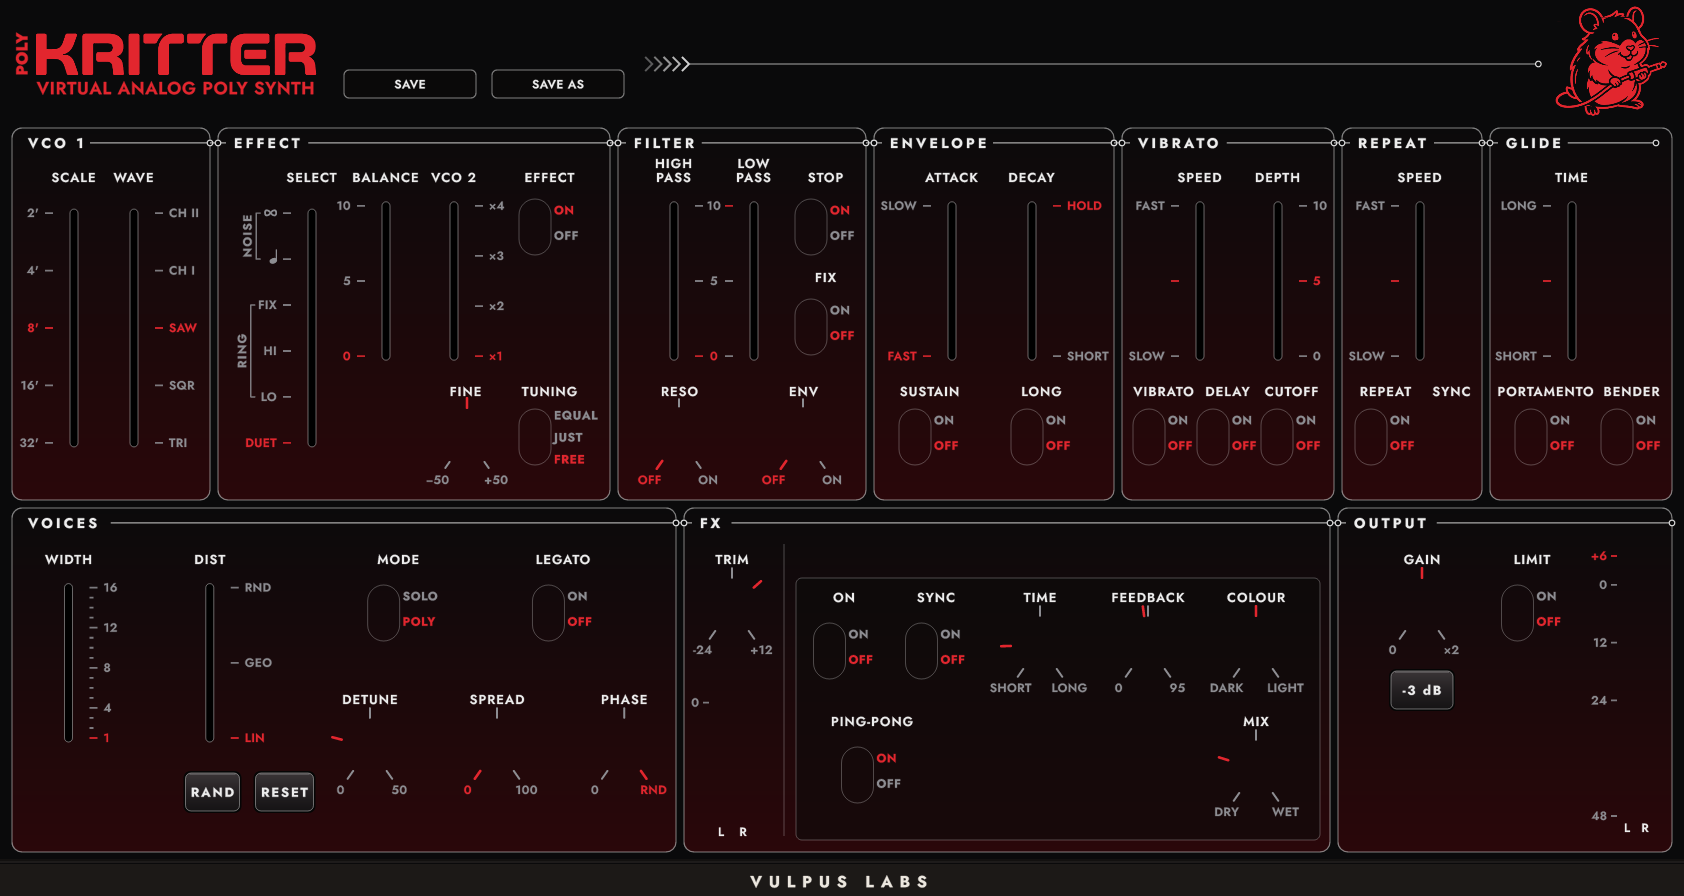 POLY
KRITTER
VIRTUAL ANALOG POLY SYNTH
SAVE
SAVE AS
VCO 1
SCALE WAVE
2' CH II
4' CH I
8' SAW
16' SQR
32' TRI
EFFECT
SELECT BALANCE VCO 2 EFFECT
NOISE
∞
RING
FIX
HI
LO
DUET
10
5
0
×4
×3
×2
×1
ON
OFF
FINE
-50 +50
TUNING
EQUAL
JUST
FREE
FILTER
HIGH PASS
LOW PASS
STOP
10
5
0
ON
OFF
FIX
ON
OFF
RESO
OFF ON
ENV
OFF ON
ENVELOPE
ATTACK DECAY
SLOW HOLD
FAST SHORT
SUSTAIN
ON
OFF
LONG
ON
OFF
VIBRATO
SPEED DEPTH
FAST 10
5
SLOW 0
VIBRATO DELAY CUTOFF
ON ON ON
OFF OFF OFF
REPEAT
SPEED
FAST
SLOW
REPEAT SYNC
ON
OFF
GLIDE
TIME
LONG
SHORT
PORTAMENTO BENDER
ON ON
OFF OFF
VOICES
WIDTH
16
12
8
4
1
DIST
RND
GEO
LIN
RAND
RESET
MODE
SOLO
POLY
LEGATO
ON
OFF
DETUNE
0 50
SPREAD
0 100
PHASE
0 RND
FX
TRIM
-24 +12
0
L R
ON
ON
OFF
SYNC
ON
OFF
TIME
SHORT LONG
FEEDBACK
0 95
COLOUR
DARK LIGHT
PING-PONG
ON
OFF
MIX
DRY WET
OUTPUT
GAIN
0 ×2
-3 dB
LIMIT
ON
OFF
+6
0
12
24
48
L R
VULPUS LABS